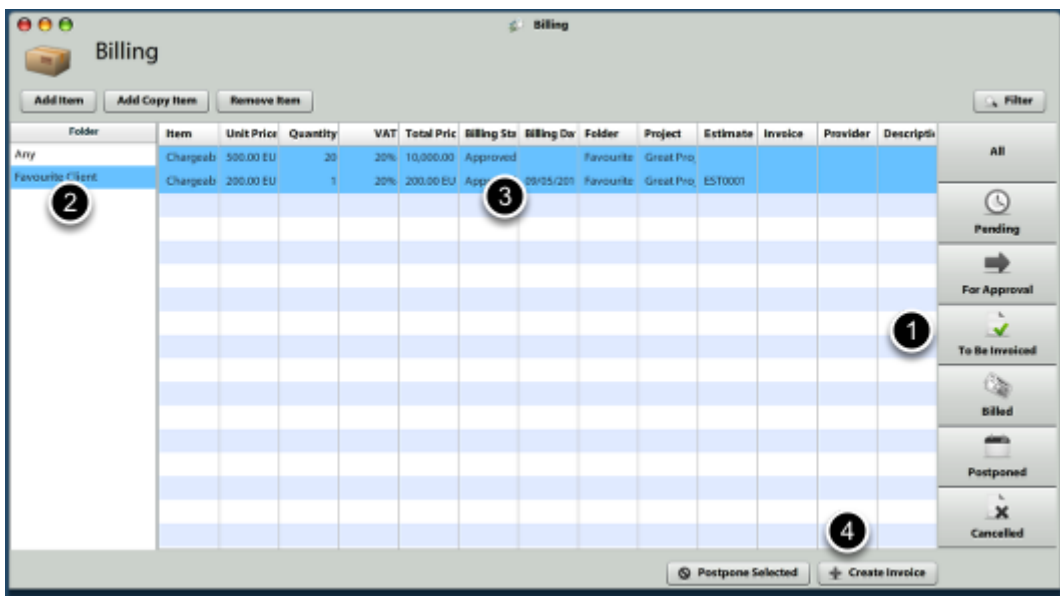 Billing
Billing
Add Item Add Copy Item Remove Item Filter
Folder Item Unit Price Quantity VAT Total Pric Billing Sta Billing Da Folder Project Estimate Invoice Provider Descripti
Any Chargeab 500.00 EU 20 20% 10,000.00 Approved Favourite Great Pro
Favourite Client Chargeab 200.00 EU 1 20% 200.00 EU 09/05/201 Favourite Great Pro EST0001
All
2
3
Pending
For Approval
1
To Be Invoiced
Billed
Postponed
4
Cancelled
Postpone Selected Create Invoice